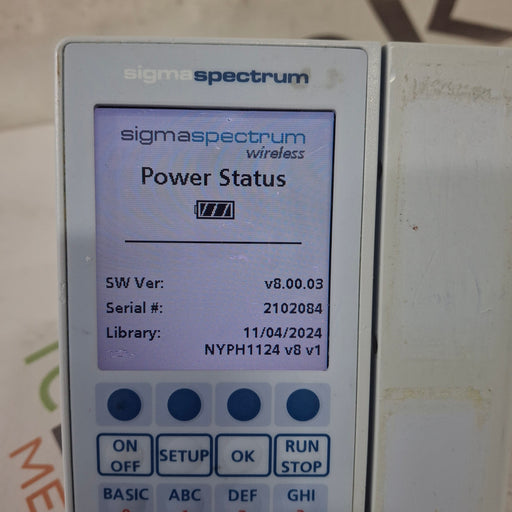 sigmaspectrum
sigmaspectrum
wireless
Power Status
SW Ver: v8.00.03
Serial #: 2102084
Library: 11/04/2024
NYPH1124 v8 v1
ON OFF
SETUP
OK
RUN STOP
BASIC ABC DEF GHI